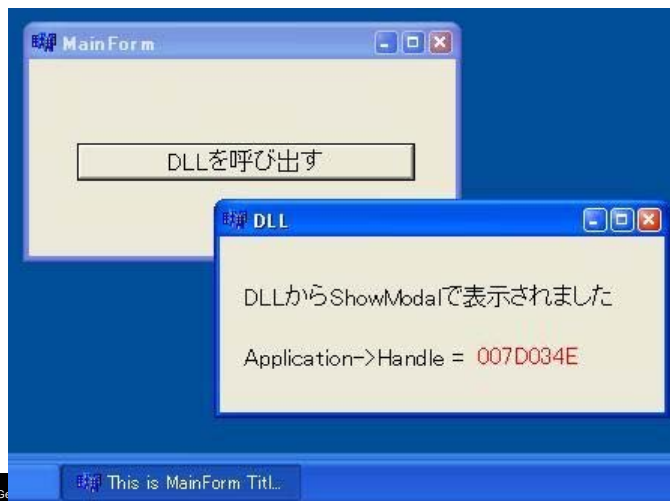 MainForm
DLLを呼び出す
DLL
DLLからShowModalで表示されました
Application->Handle = 007D034E
This is MainForm Titl...